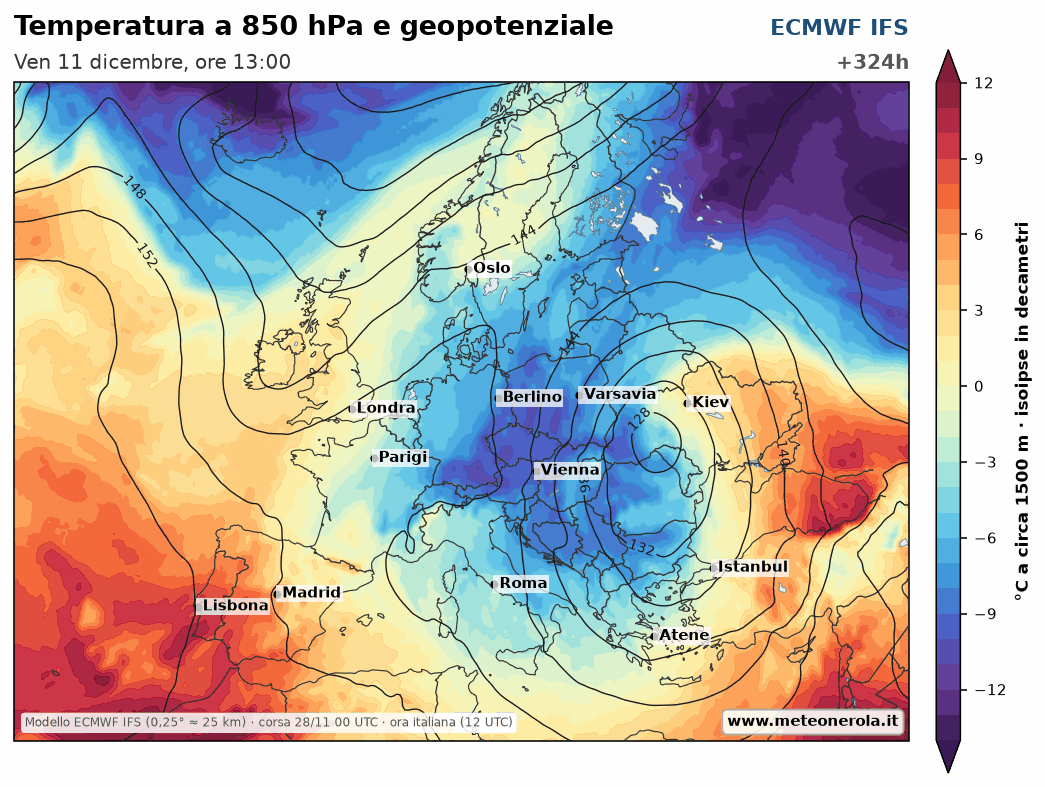 Temperatura a 850 hPa e geopotenziale
ECMWF IFS
Ven 11 dicembre, ore 13:00
+324h
148
152
144
Oslo
Berlino
Varsavia
Kiev
Londra
128
Parigi
Vienna
132
Istanbul
Roma
Madrid
Lisbona
Atene
Modello ECMWF IFS (0,25° ≈ 25 km) · corsa 28/11 00 UTC · ora italiana (12 UTC)
www.meteonerola.it
12
9
6
3
0
−3
−6
−9
−12
°C a circa 1500 m · isoipse in decametri